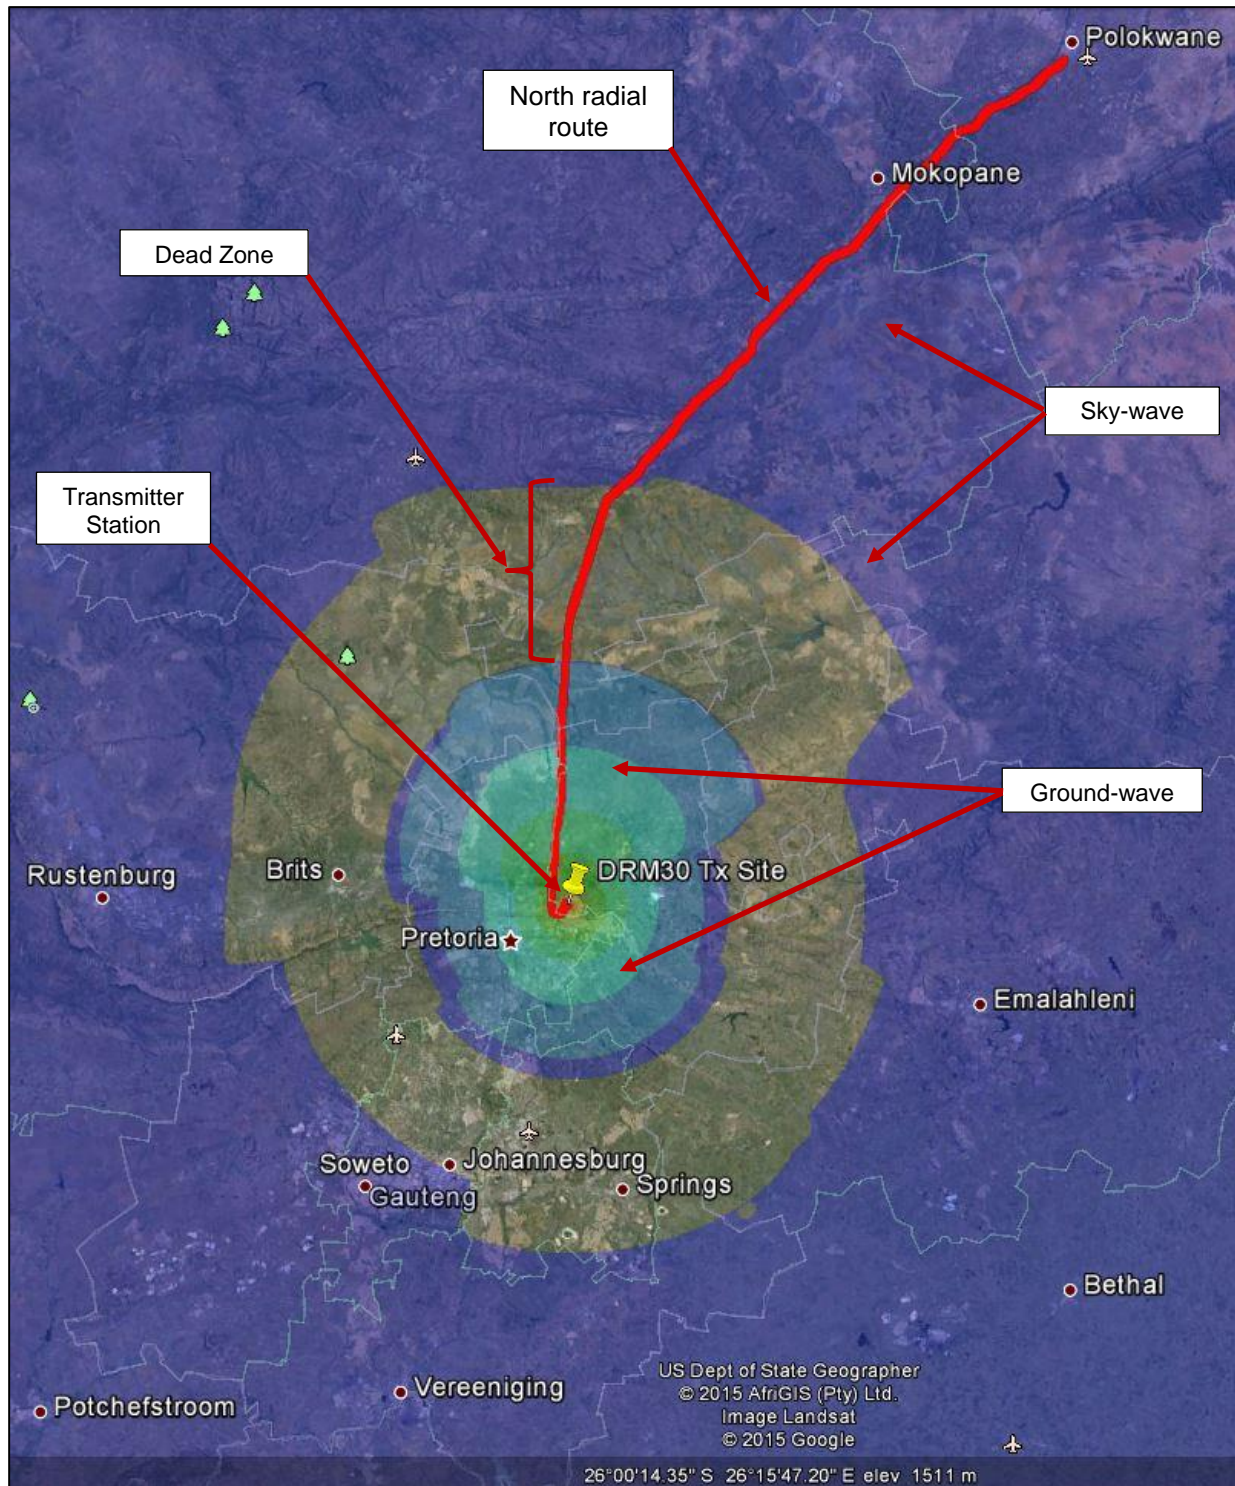 Polokwane
North radial
route
Mokopane
Dead Zone
Sky-wave
Transmitter
Station
Ground-wave
DRM30 Tx Site
Brits
Rustenburg
Pretoria
Emalahleni
Soweto
Johannesburg
Gauteng
Springs
Bethal
Vereeniging
Potchefstroom
US Dept of State Geographer
© 2015 AfriGIS (Pty) Ltd.
Image Landsat
© 2015 Google
26°00'14.35" S 26°15'47.20" E elev 1511 m